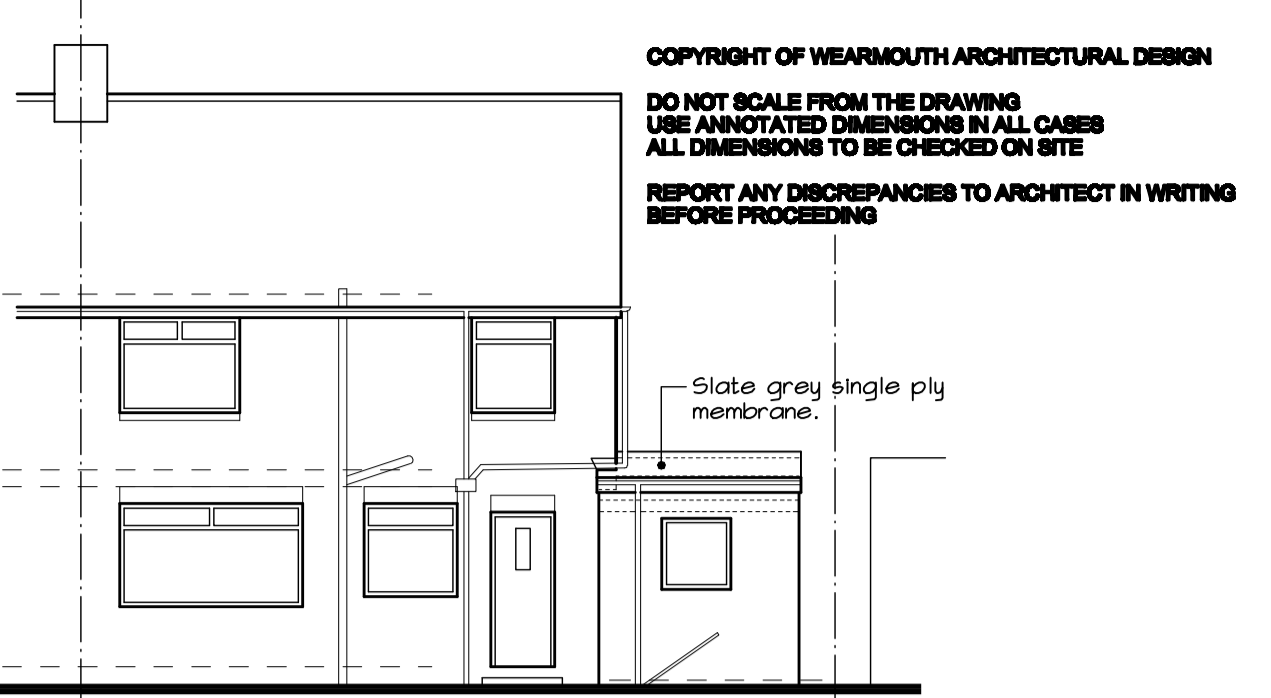 COPYRIGHT OF WEARMOUTH ARCHITECTURAL DESIGN
DO NOT SCALE FROM THE DRAWING
USE ANNOTATED DIMENSIONS IN ALL CASES
ALL DIMENSIONS TO BE CHECKED ON SITE
REPORT ANY DISCREPANCIES TO ARCHITECT IN WRITING
BEFORE PROCEEDING
Slate grey single ply
membrane.